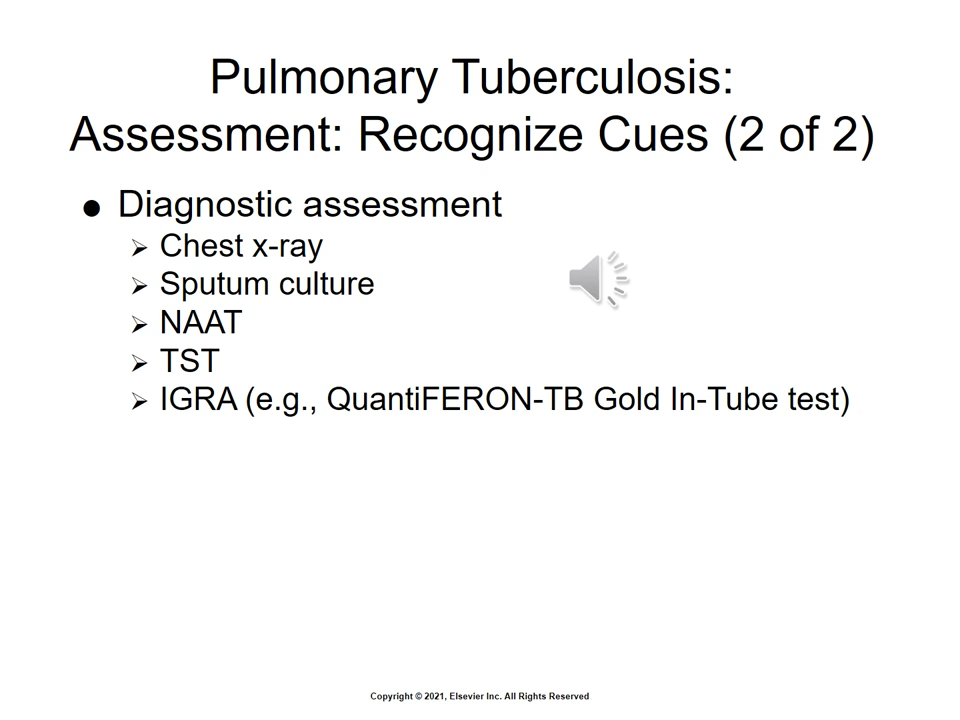 Pulmonary Tuberculosis:
Assessment: Recognize Cues (2 of 2)
● Diagnostic assessment
➢ Chest x-ray
➢ Sputum culture
➢ NAAT
➢ TST
➢ IGRA (e.g., QuantiFERON-TB Gold In-Tube test)
Copyright © 2021, Elsevier Inc. All Rights Reserved